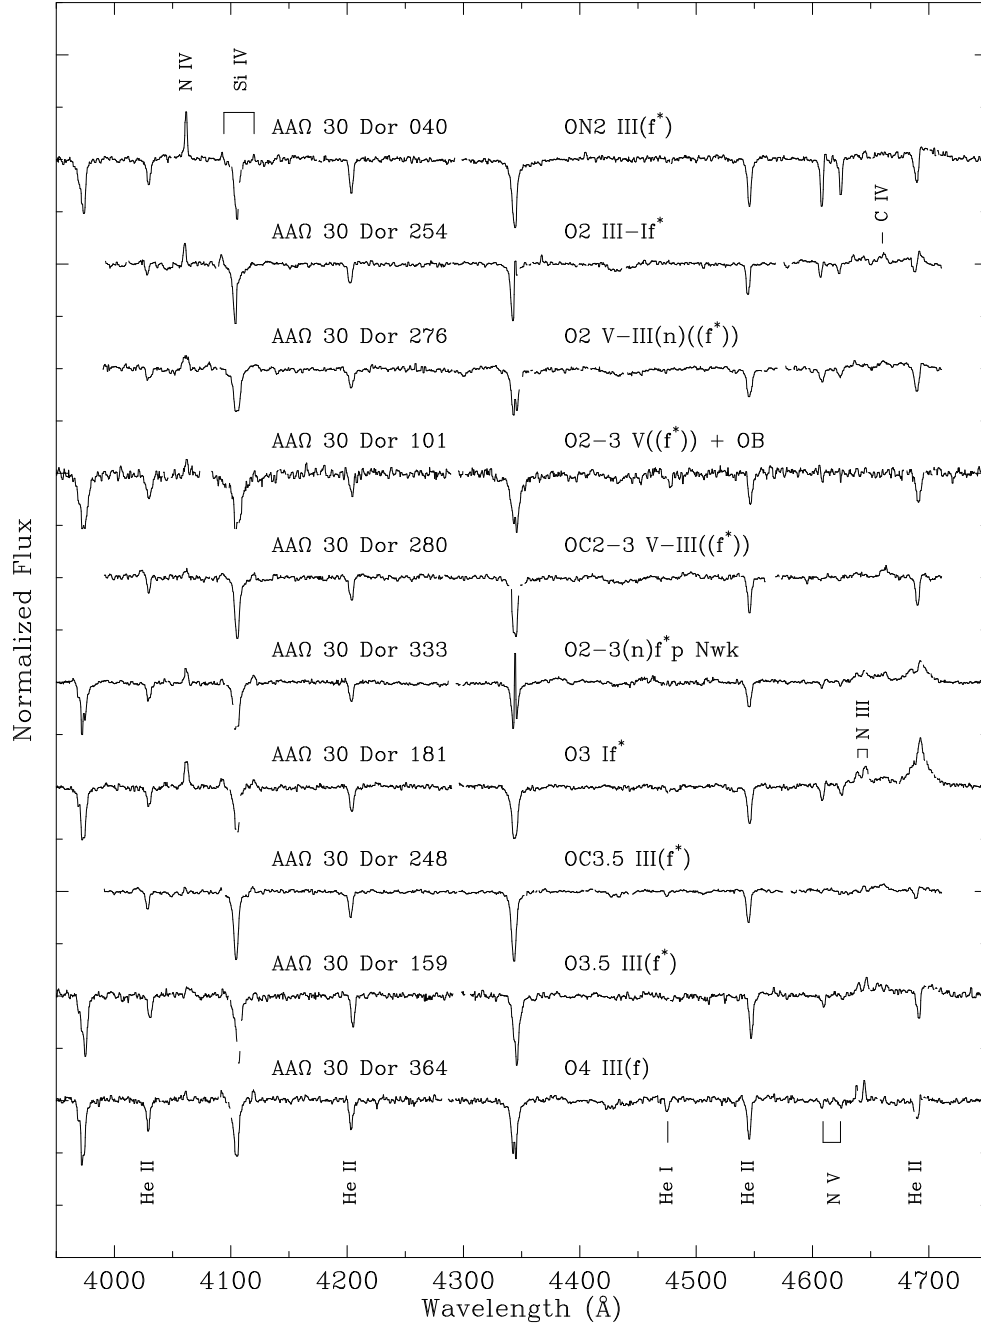 N IV
Si IV
AAΩ 30 Dor 040 ON2 III(f*)
C IV
AAΩ 30 Dor 254 O2 III−If*
AAΩ 30 Dor 276 O2 V−III(n)((f*))
AAΩ 30 Dor 101 O2−3 V((f*)) + OB
AAΩ 30 Dor 280 OC2−3 V−III((f*))
AAΩ 30 Dor 333 O2−3(n)f*p Nwk
N III
AAΩ 30 Dor 181 O3 If*
AAΩ 30 Dor 248 OC3.5 III(f*)
AAΩ 30 Dor 159 O3.5 III(f*)
AAΩ 30 Dor 364 O4 III(f)
He II
He II
He I
He II
N V
He II
4000 4100 4200 4300 4400 4500 4600 4700
Wavelength (Å)
Normalized Flux